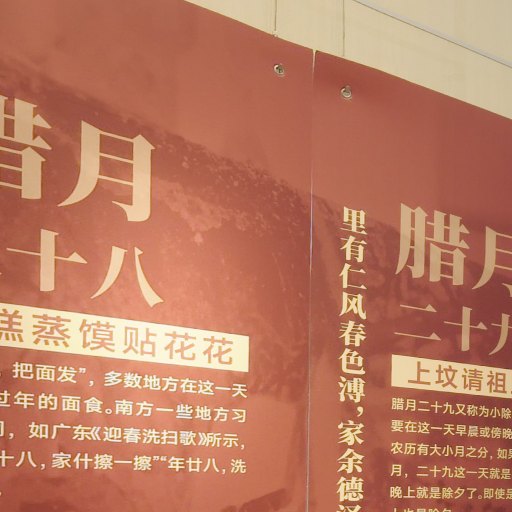 腊月
二十八
糕蒸馍贴花花
，把面发”，多数地方在这一天
过年的面食。南方一些地方习
，如广东《迎春洗扫歌》所示，
十八，家什擦一擦”“年廿八，洗
里有仁风春色溥，家余德泽
腊月
二十九
上坟请祖
腊月二十九又称为小除
要在这一天早晨或傍晚
农历有大小月之分，如果
月，二十九这一天就是
晚上就是除夕了。即使是